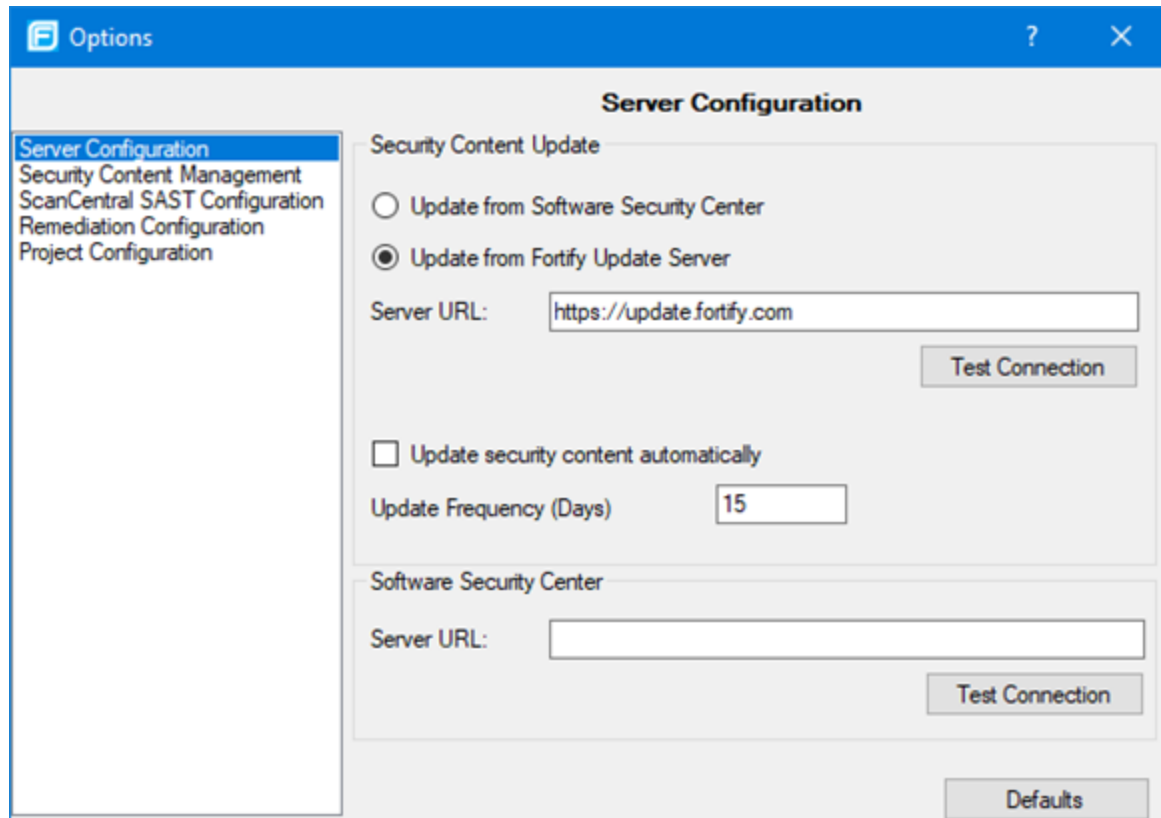 Options
?
Server Configuration
Server Configuration
Security Content Management
ScanCentral SAST Configuration
Remediation Configuration
Project Configuration
Security Content Update
Update from Software Security Center
Update from Fortify Update Server
Server URL: https://update.fortify.com
Test Connection
Update security content automatically
Update Frequency (Days) 15
Software Security Center
Server URL:
Test Connection
Defaults